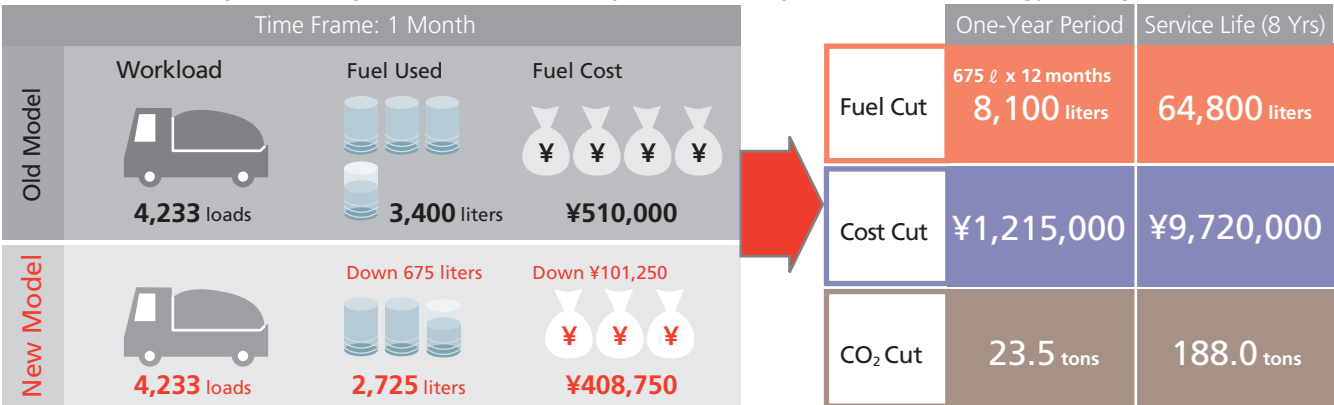 Time Frame: 1 Month
Old Model
Workload
Fuel Used
Fuel Cost
¥ ¥ ¥ ¥
4,233 loads
3,400 liters
¥510,000
New Model
Down 675 liters
Down ¥101,250
¥ ¥ ¥
4,233 loads
2,725 liters
¥408,750
One-Year Period
Service Life (8 Yrs)
Fuel Cut
675 ℓ x 12 months
8,100 liters
64,800 liters
Cost Cut
¥1,215,000
¥9,720,000
CO₂ Cut
23.5 tons
188.0 tons